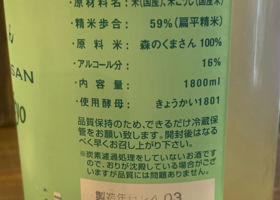 ・原材料名:米(国産)、米こうじ(国産米)
・精米歩合: 59%(扁平精米)
・原 料 米: 森のくまさん 100%
・アルコール分: 16%
・内 容 量: 1800ml
・使用酵母: きょうかい1801
品質保持のため、できるだけ冷蔵保
管をお願い致します。開封後はなる
べく早くお召し上がりください。
※炭素濾過処理をしていないお酒です
ので、おりが沈殿している場合がござ
いますが品質には問題ありません。
SAN